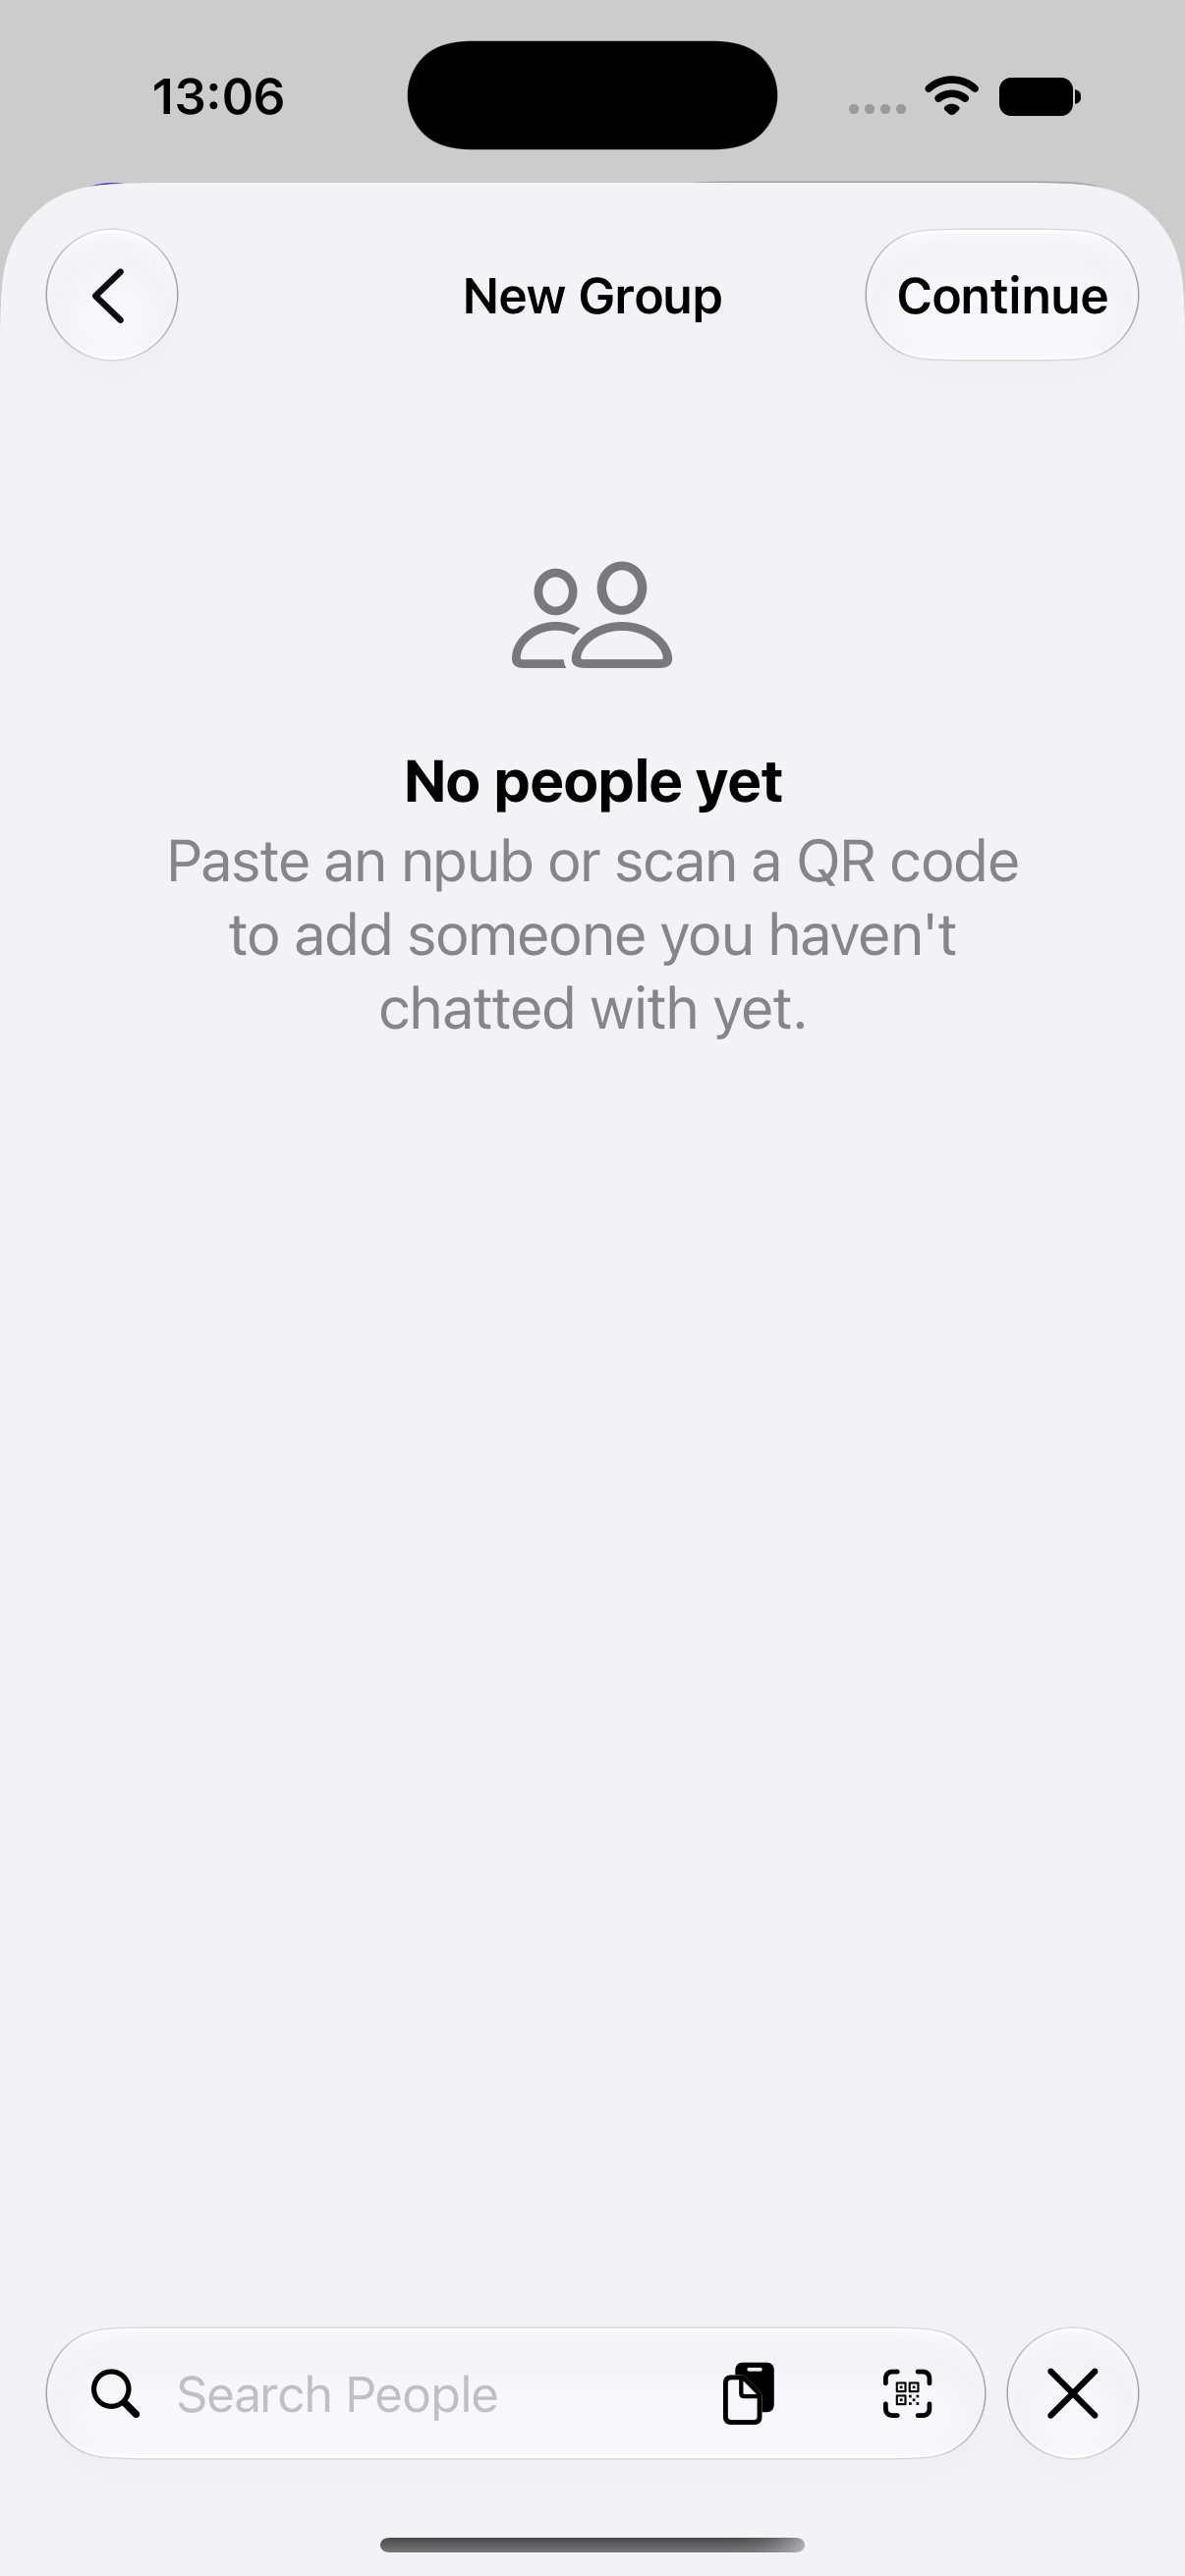 13:06
New Group
Continue
No people yet
Paste an npub or scan a QR code
to add someone you haven't
chatted with yet.
Search People